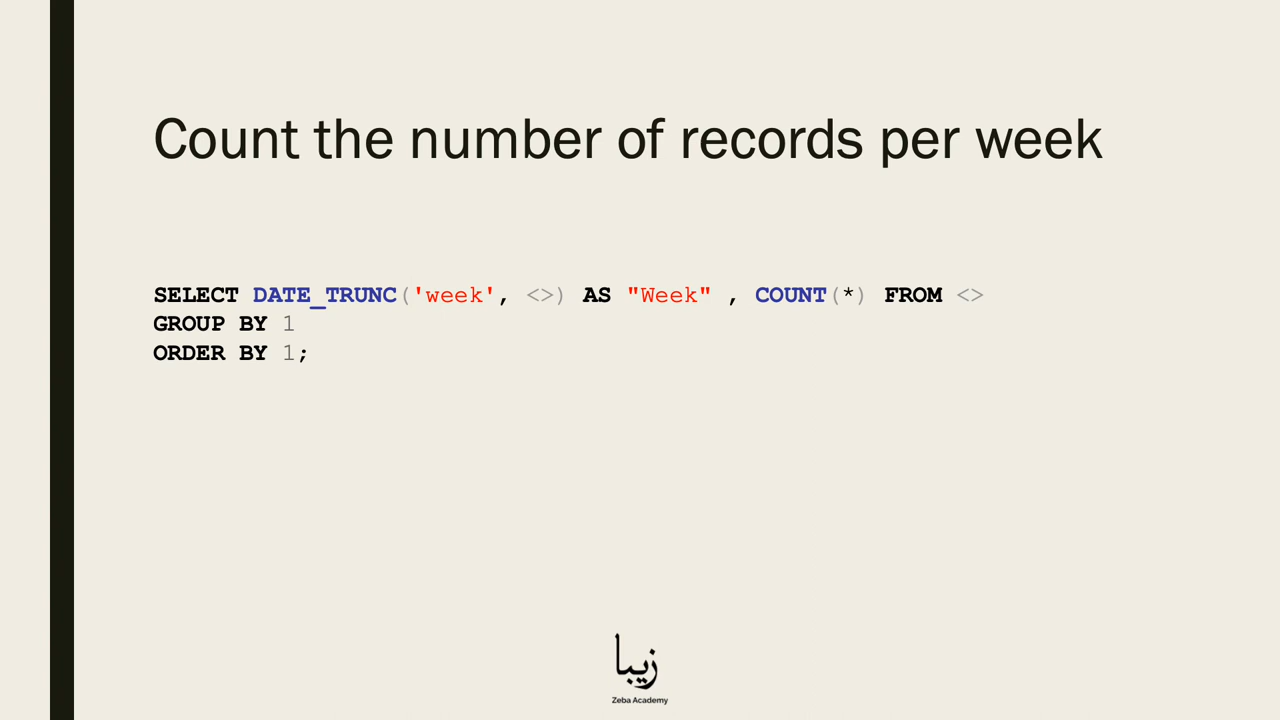 Count the number of records per week
SELECT DATE_TRUNC('week', <>) AS "Week" , COUNT(*) FROM <>
GROUP BY 1
ORDER BY 1;
زيبا
Zeba Academy